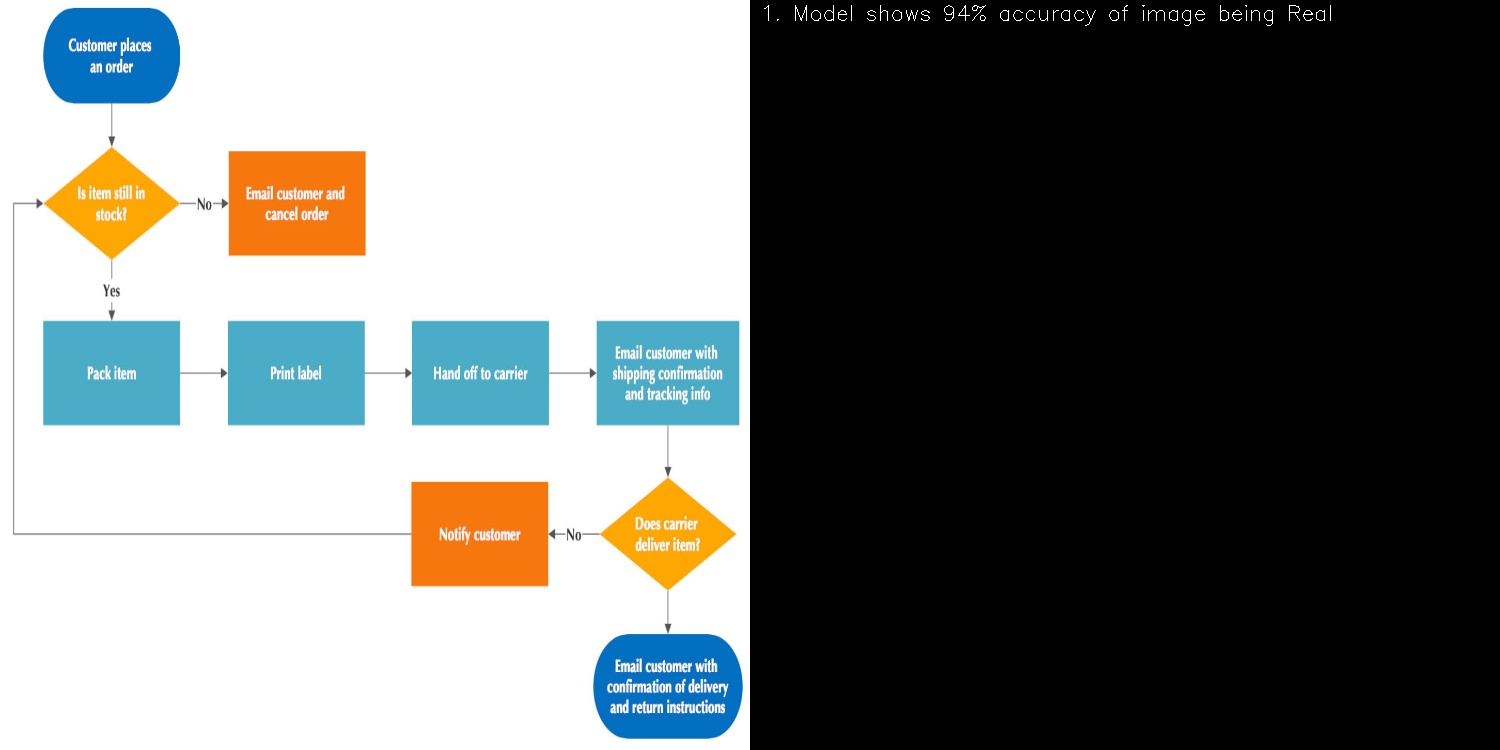 Customer places
an order
Is item still in
stock?
No
Email customer and
cancel order
Yes
Pack item
Print label
Hand off to carrier
Email customer with
shipping confirmation
and tracking info
Does carrier
deliver item?
No
Notify customer
Email customer with
confirmation of delivery
and return instructions
1. Model shows 94% accuracy of image being Real